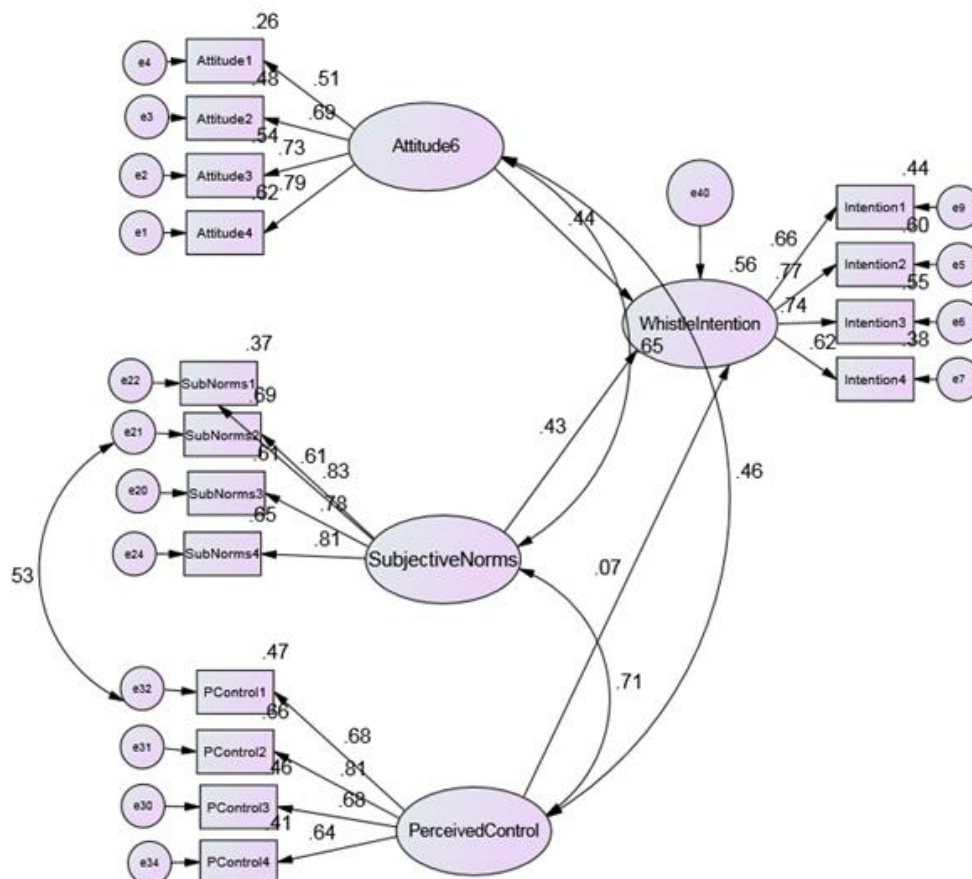 .26
e4
Attitude1
.51
.48
e3
Attitude2
.69
.54
e2
Attitude3
.73
.62
.79
e1
Attitude4
Attitude6
.44
e40
.56
WhistleIntention
.44
Intention1
e9
.66
.60
Intention2
e5
.77
.55
Intention3
e6
.74
.38
.62
Intention4
e7
.65
.43
.46
.07
.71
.37
e22
SubNorms1
.69
e21
SubNorms2
.61
.61
.83
e20
SubNorms3
.78
.65
e24
SubNorms4
.81
SubjectiveNorms
53
.47
e32
PControl1
.68
.66
e31
PControl2
.81
.46
e30
PControl3
.68
.41
e34
PControl4
.64
PerceivedControl